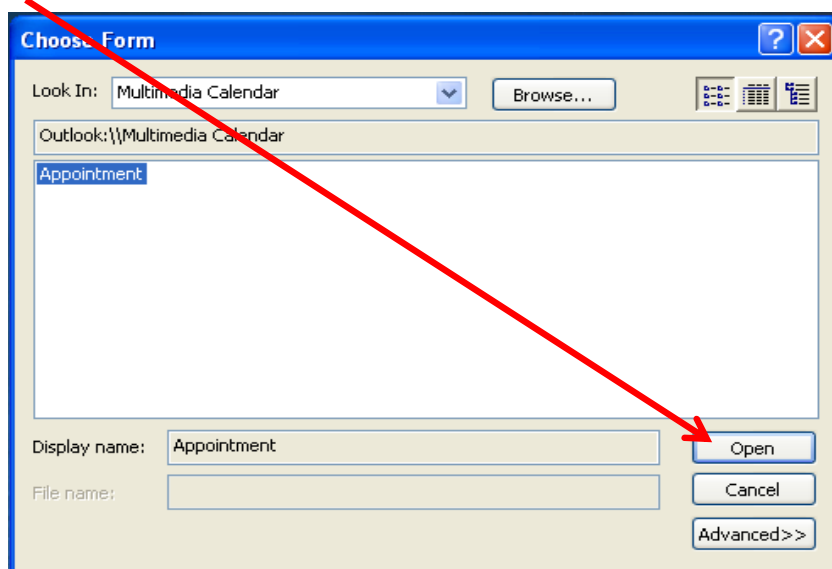 Choose Form
Look In: Multimedia Calendar Browse...
Outlook:\\Multimedia Calendar
Appointment
Display name: Appointment Open
File name: Cancel
Advanced>>